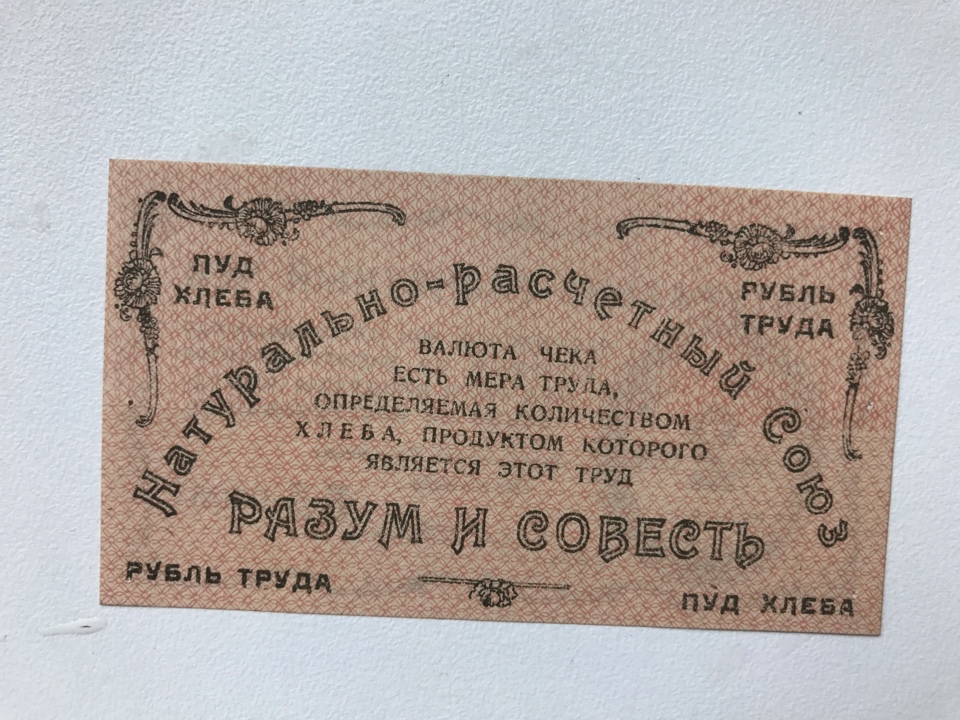 ПУД
ХЛЕБА
РУБЛЬ
ТРУДА
Натурально-расчетный Союз
ВАЛЮТА ЧЕКА
ЕСТЬ МЕРА ТРУДА,
ОПРЕДЕЛЯЕМАЯ КОЛИЧЕСТВОМ
ХЛЕБА, ПРОДУКТОМ КОТОРОГО
ЯВЛЯЕТСЯ ЭТОТ ТРУД
РАЗУМ И СОВЕСТЬ
РУБЛЬ ТРУДА
ПУД ХЛЕБА